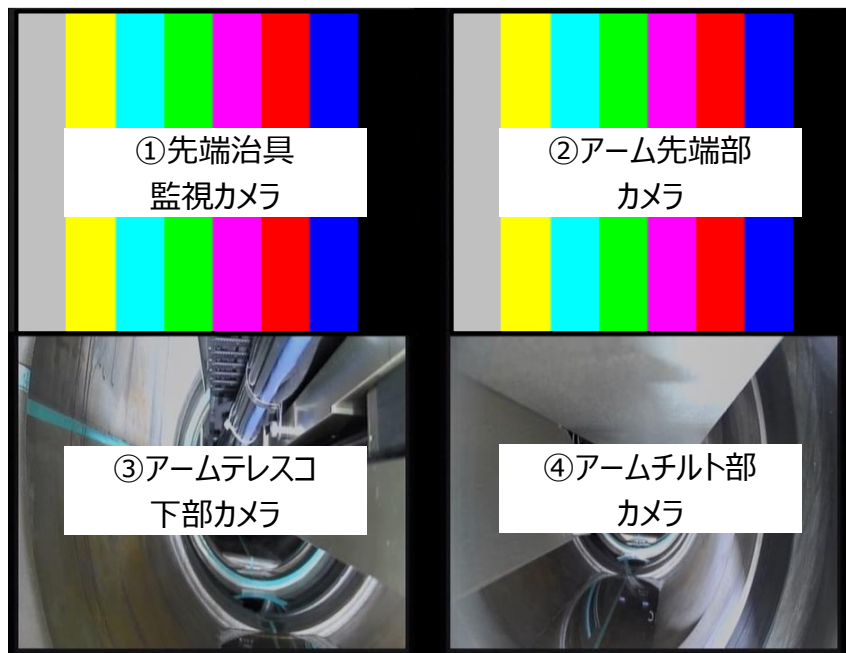 ①先端治具
監視カメラ
②アーム先端部
カメラ
③アームテレスコ
下部カメラ
④アームチルト部
カメラ